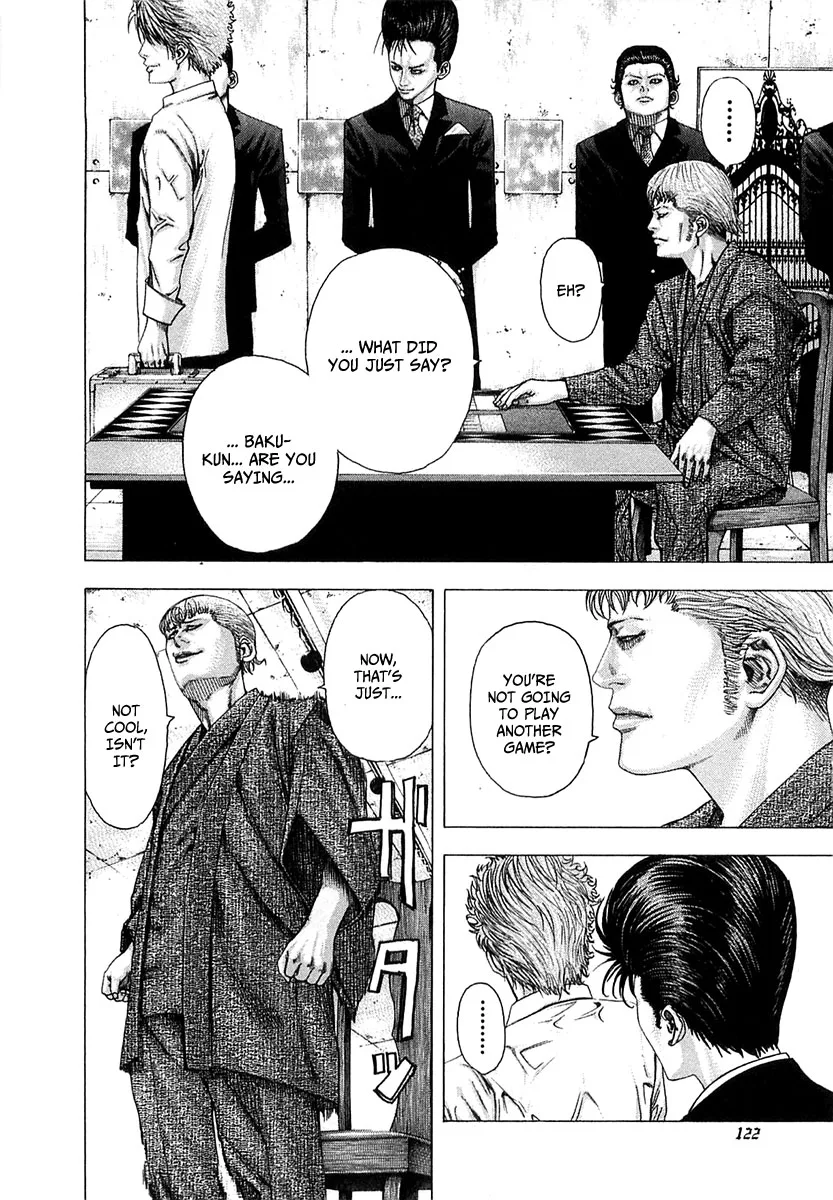 ......
EH?
... WHAT DID
YOU JUST SAY?
... BAKU-
KUN... ARE YOU
SAYING...
YOU'RE
NOT GOING
TO PLAY
ANOTHER
GAME?
......
NOW,
THAT'S
JUST...
NOT
COOL,
ISN'T
IT?
ガタッ
122